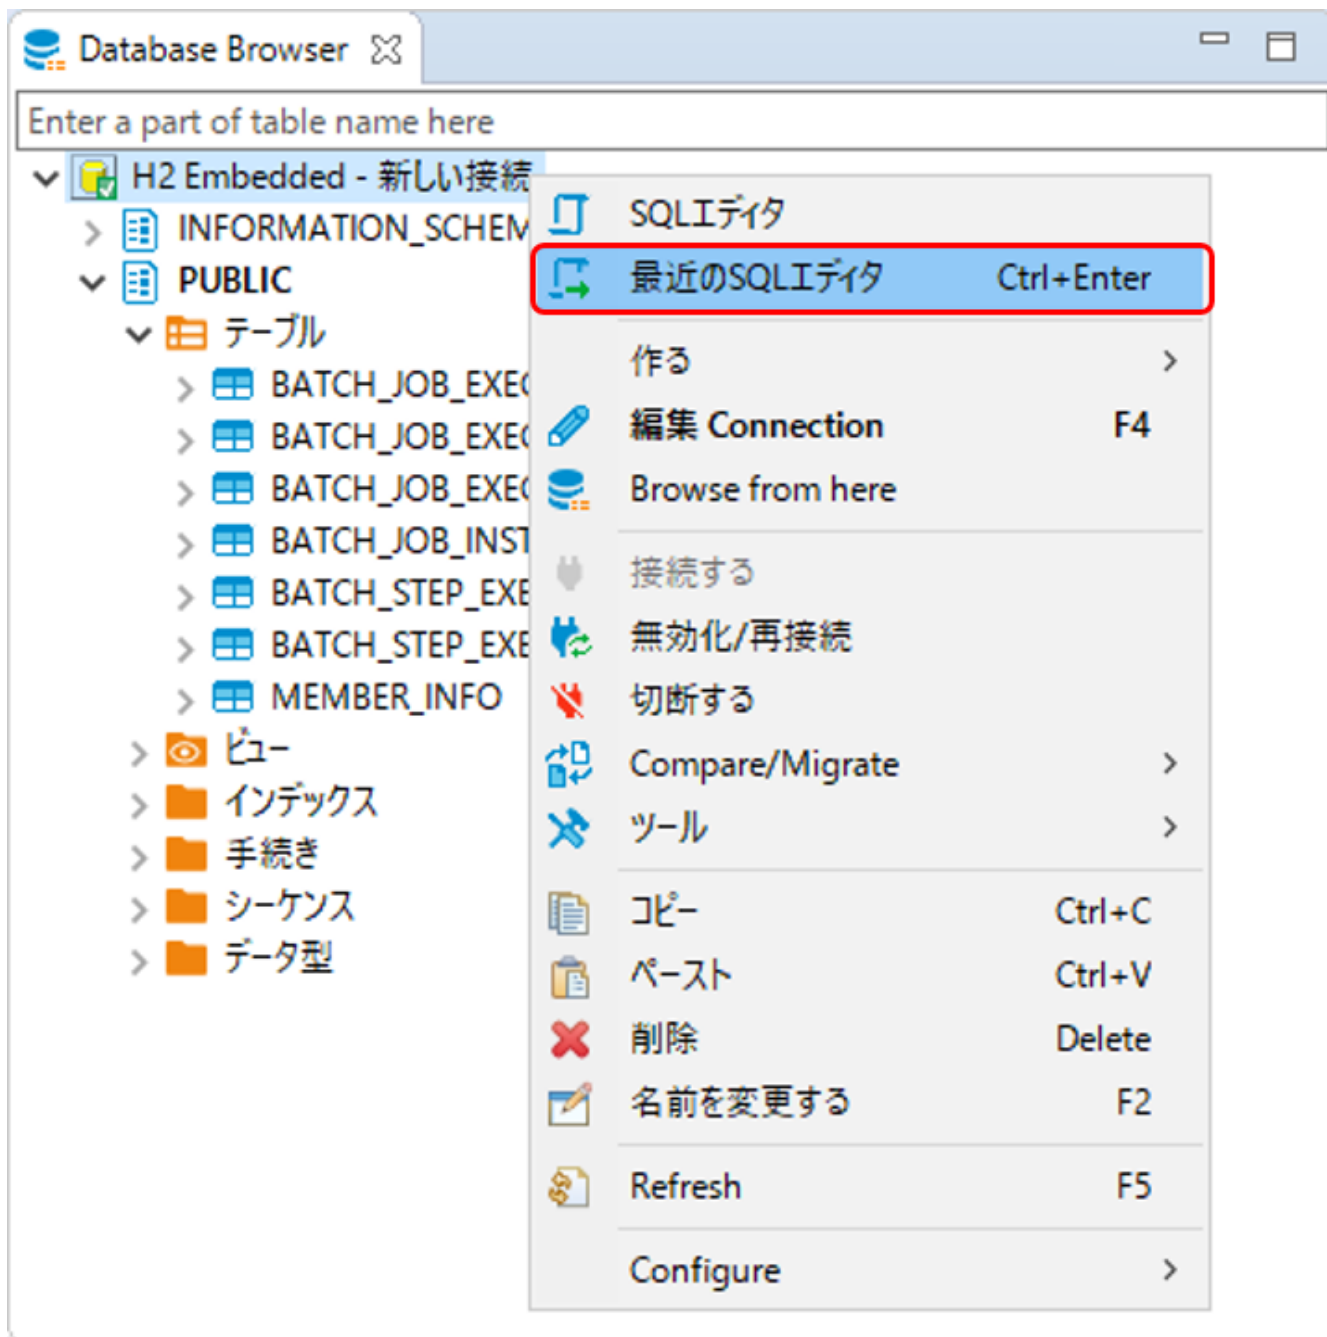 Database Browser
Enter a part of table name here
H2 Embedded - 新しい接続
INFORMATION_SCHEM
PUBLIC
テーブル
BATCH_JOB_EXEC
BATCH_JOB_EXEC
BATCH_JOB_EXEC
BATCH_JOB_INST
BATCH_STEP_EXE
BATCH_STEP_EXE
MEMBER_INFO
ビュー
インデックス
手続き
シーケンス
データ型
SQLエディタ
最近のSQLエディタ Ctrl+Enter
作る
編集 Connection F4
Browse from here
接続する
無効化/再接続
切断する
Compare/Migrate
ツール
コピー Ctrl+C
ペースト Ctrl+V
削除 Delete
名前を変更する F2
Refresh F5
Configure